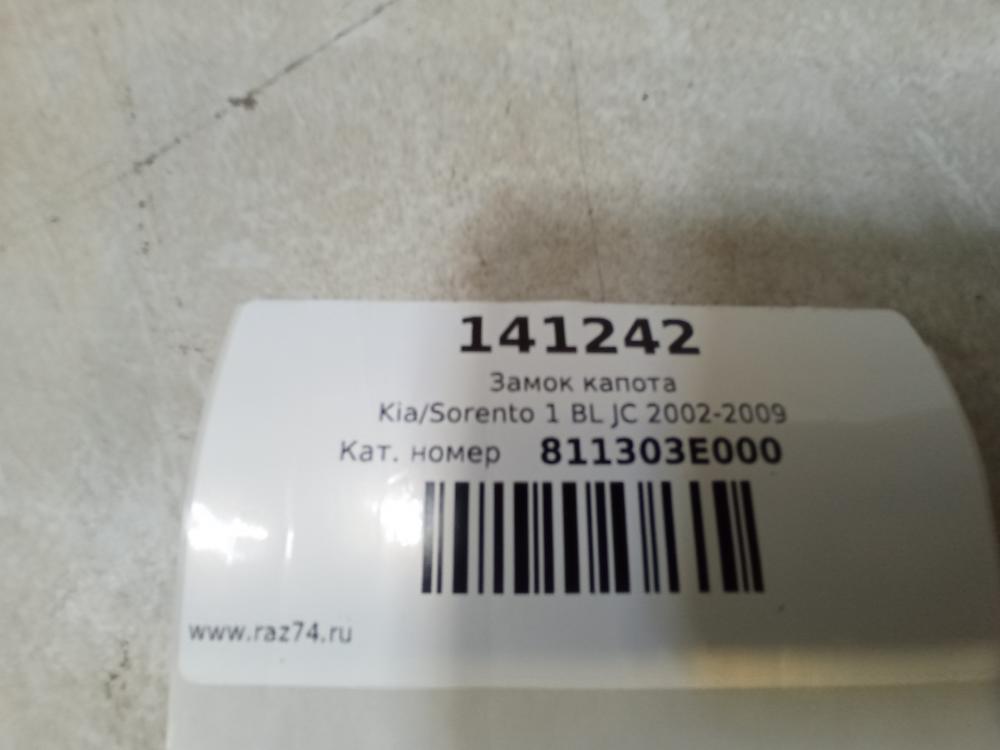 141242
Замок капота
Kia/Sorento 1 BL JC 2002-2009
Кат. номер 811303E000
www.raz74.ru